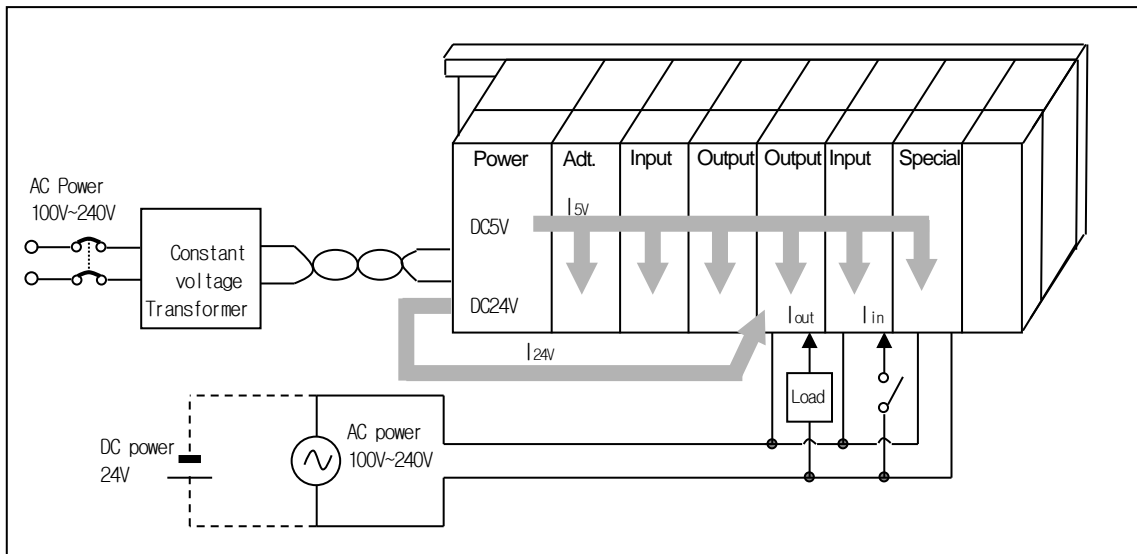 Power
Adt.
Input
Output
Output
Input
Special
AC Power
100V~240V
I5V
DC5V
Constant
voltage
Transformer
DC24V
Iout
Iin
I24V
Load
DC power
24V
AC power
100V~240V